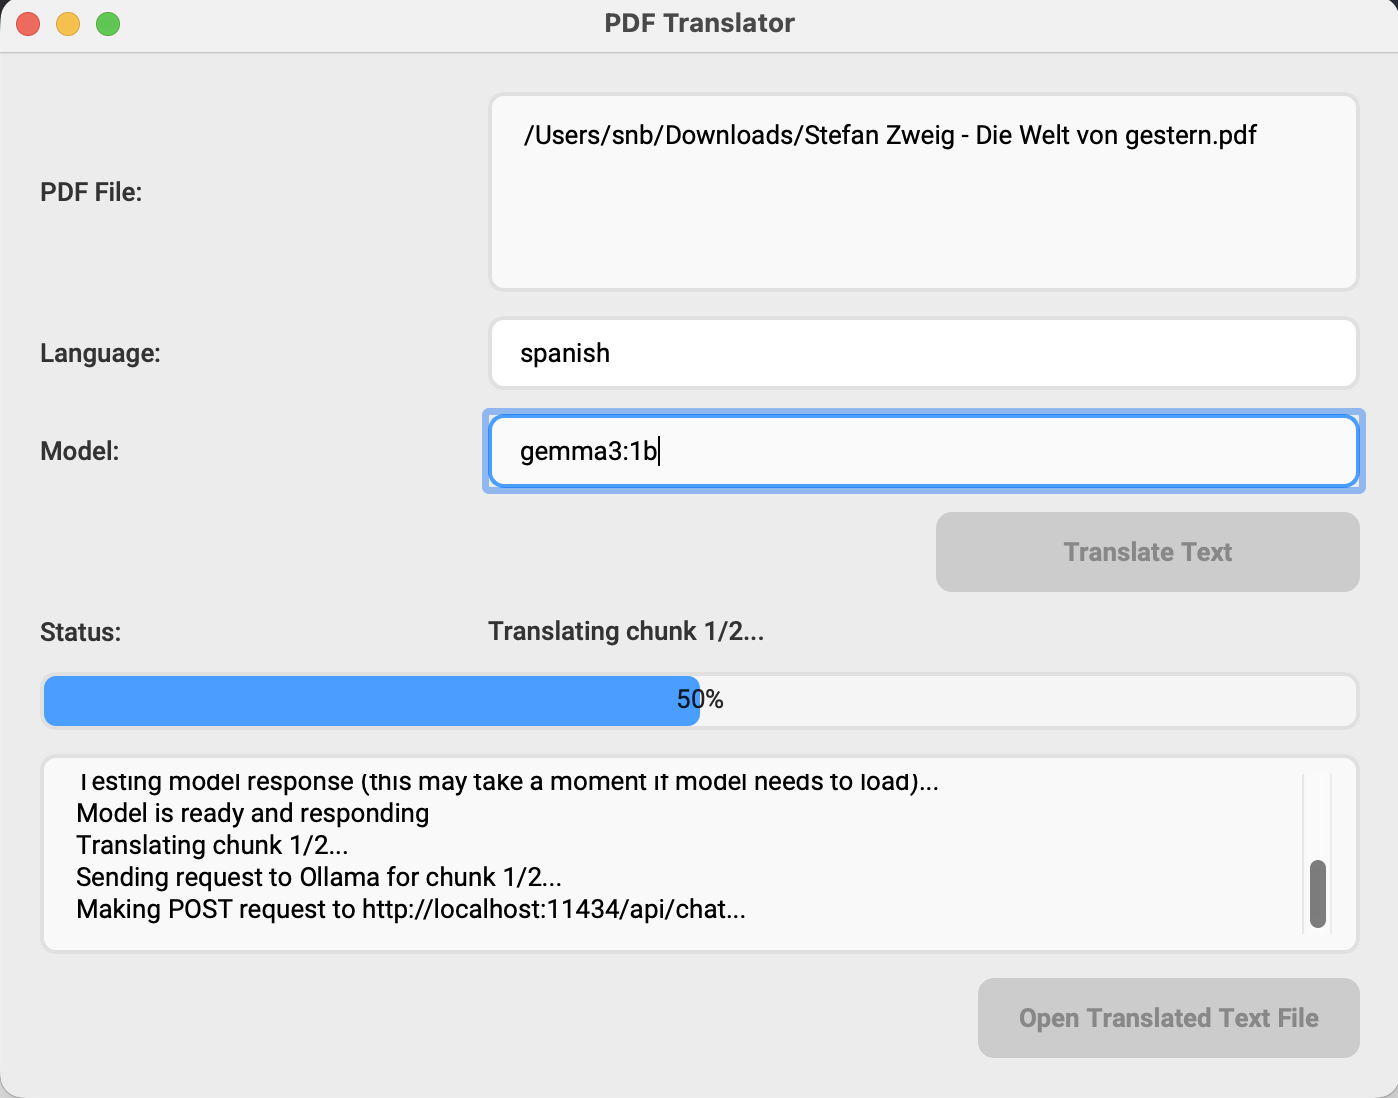 PDF Translator
PDF File:
/Users/snb/Downloads/Stefan Zweig - Die Welt von gestern.pdf
Language:
spanish
Model:
gemma3:1b
Translate Text
Status:
Translating chunk 1/2...
50%
Testing model response (this may take a moment if model needs to load)...
Model is ready and responding
Translating chunk 1/2...
Sending request to Ollama for chunk 1/2...
Making POST request to http://localhost:11434/api/chat...
Open Translated Text File